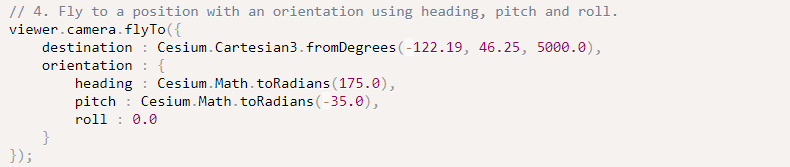 // 4. Fly to a position with an orientation using heading, pitch and roll.
viewer.camera.flyTo({
    destination : Cesium.Cartesian3.fromDegrees(-122.19, 46.25, 5000.0),
    orientation : {
        heading : Cesium.Math.toRadians(175.0),
        pitch : Cesium.Math.toRadians(-35.0),
        roll : 0.0
    }
});